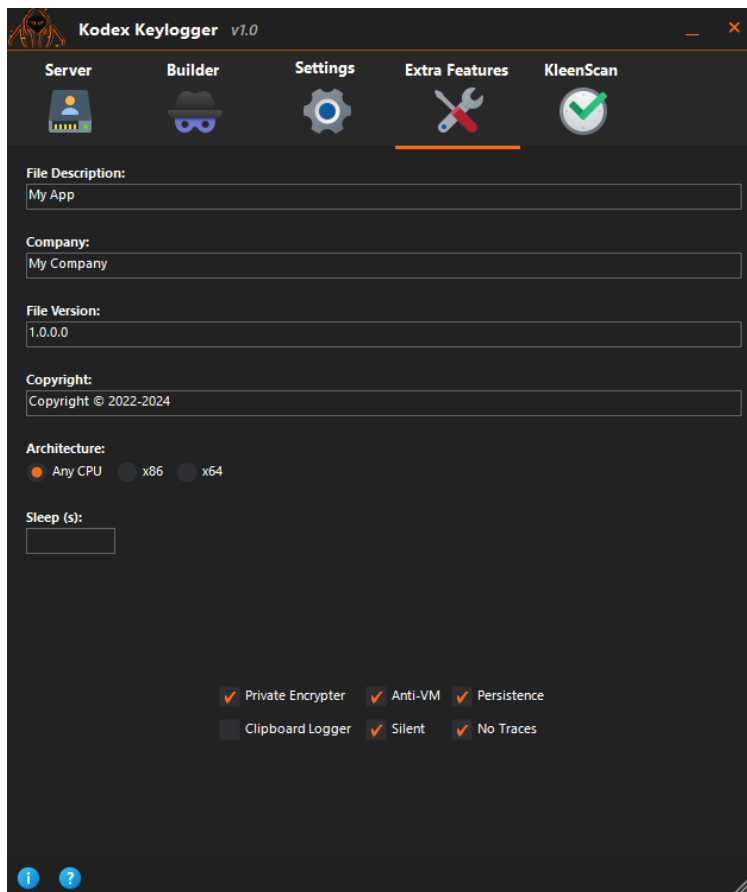 Kodex Keylogger v1.0
Server Builder Settings Extra Features KleenScan
File Description:
My App
Company:
My Company
File Version:
1.0.0.0
Copyright:
Copyright © 2022-2024
Architecture:
Any CPU x86 x64
Sleep (s):
Private Encrypter Anti-VM Persistence
Clipboard Logger Silent No Traces